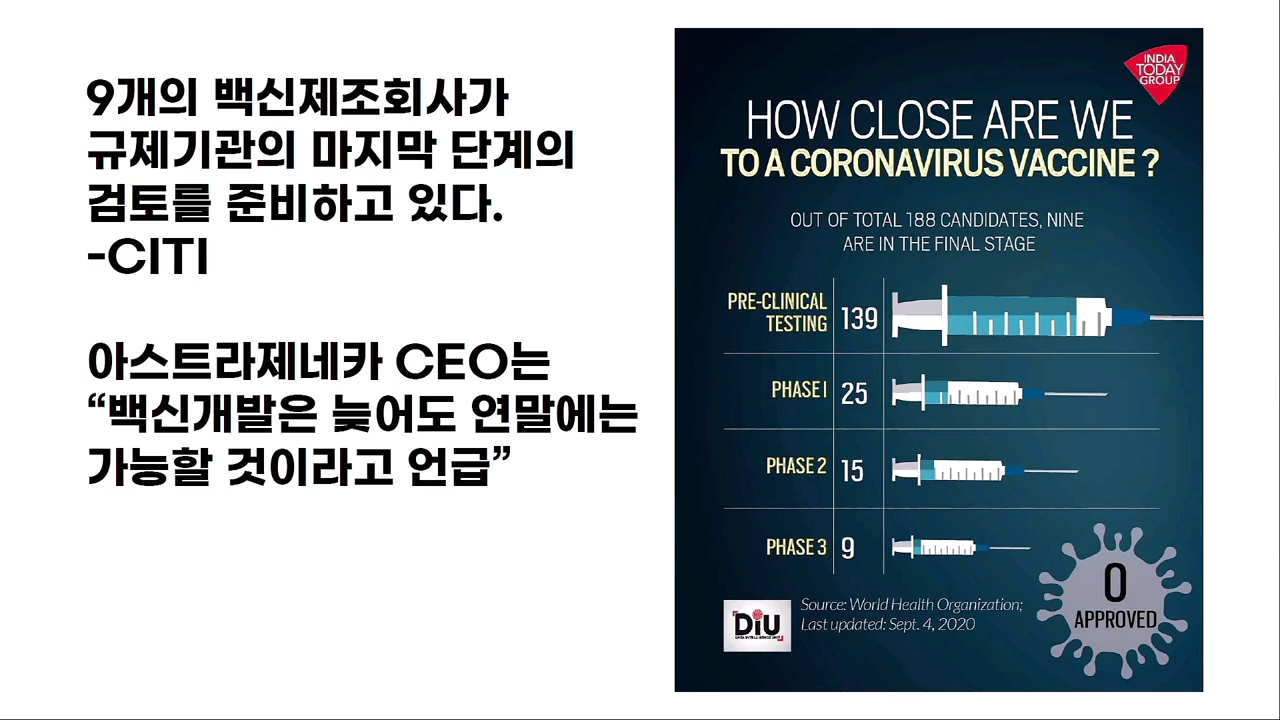 9개의 백신제조회사가
규제기관의 마지막 단계의
검토를 준비하고 있다.
-CITI
아스트라제네카 CEO는
“백신개발은 늦어도 연말에는
가능할 것이라고 언급”
INDIA
TODAY
GROUP
HOW CLOSE ARE WE
TO A CORONAVIRUS VACCINE ?
OUT OF TOTAL 188 CANDIDATES, NINE
ARE IN THE FINAL STAGE
PRE-CLINICAL
TESTING 139
PHASE I 25
PHASE 2 15
PHASE 3 9
0
APPROVED
DiU
DATA INTELLIGENCE UNIT
Source: World Health Organization;
Last updated: Sept. 4, 2020